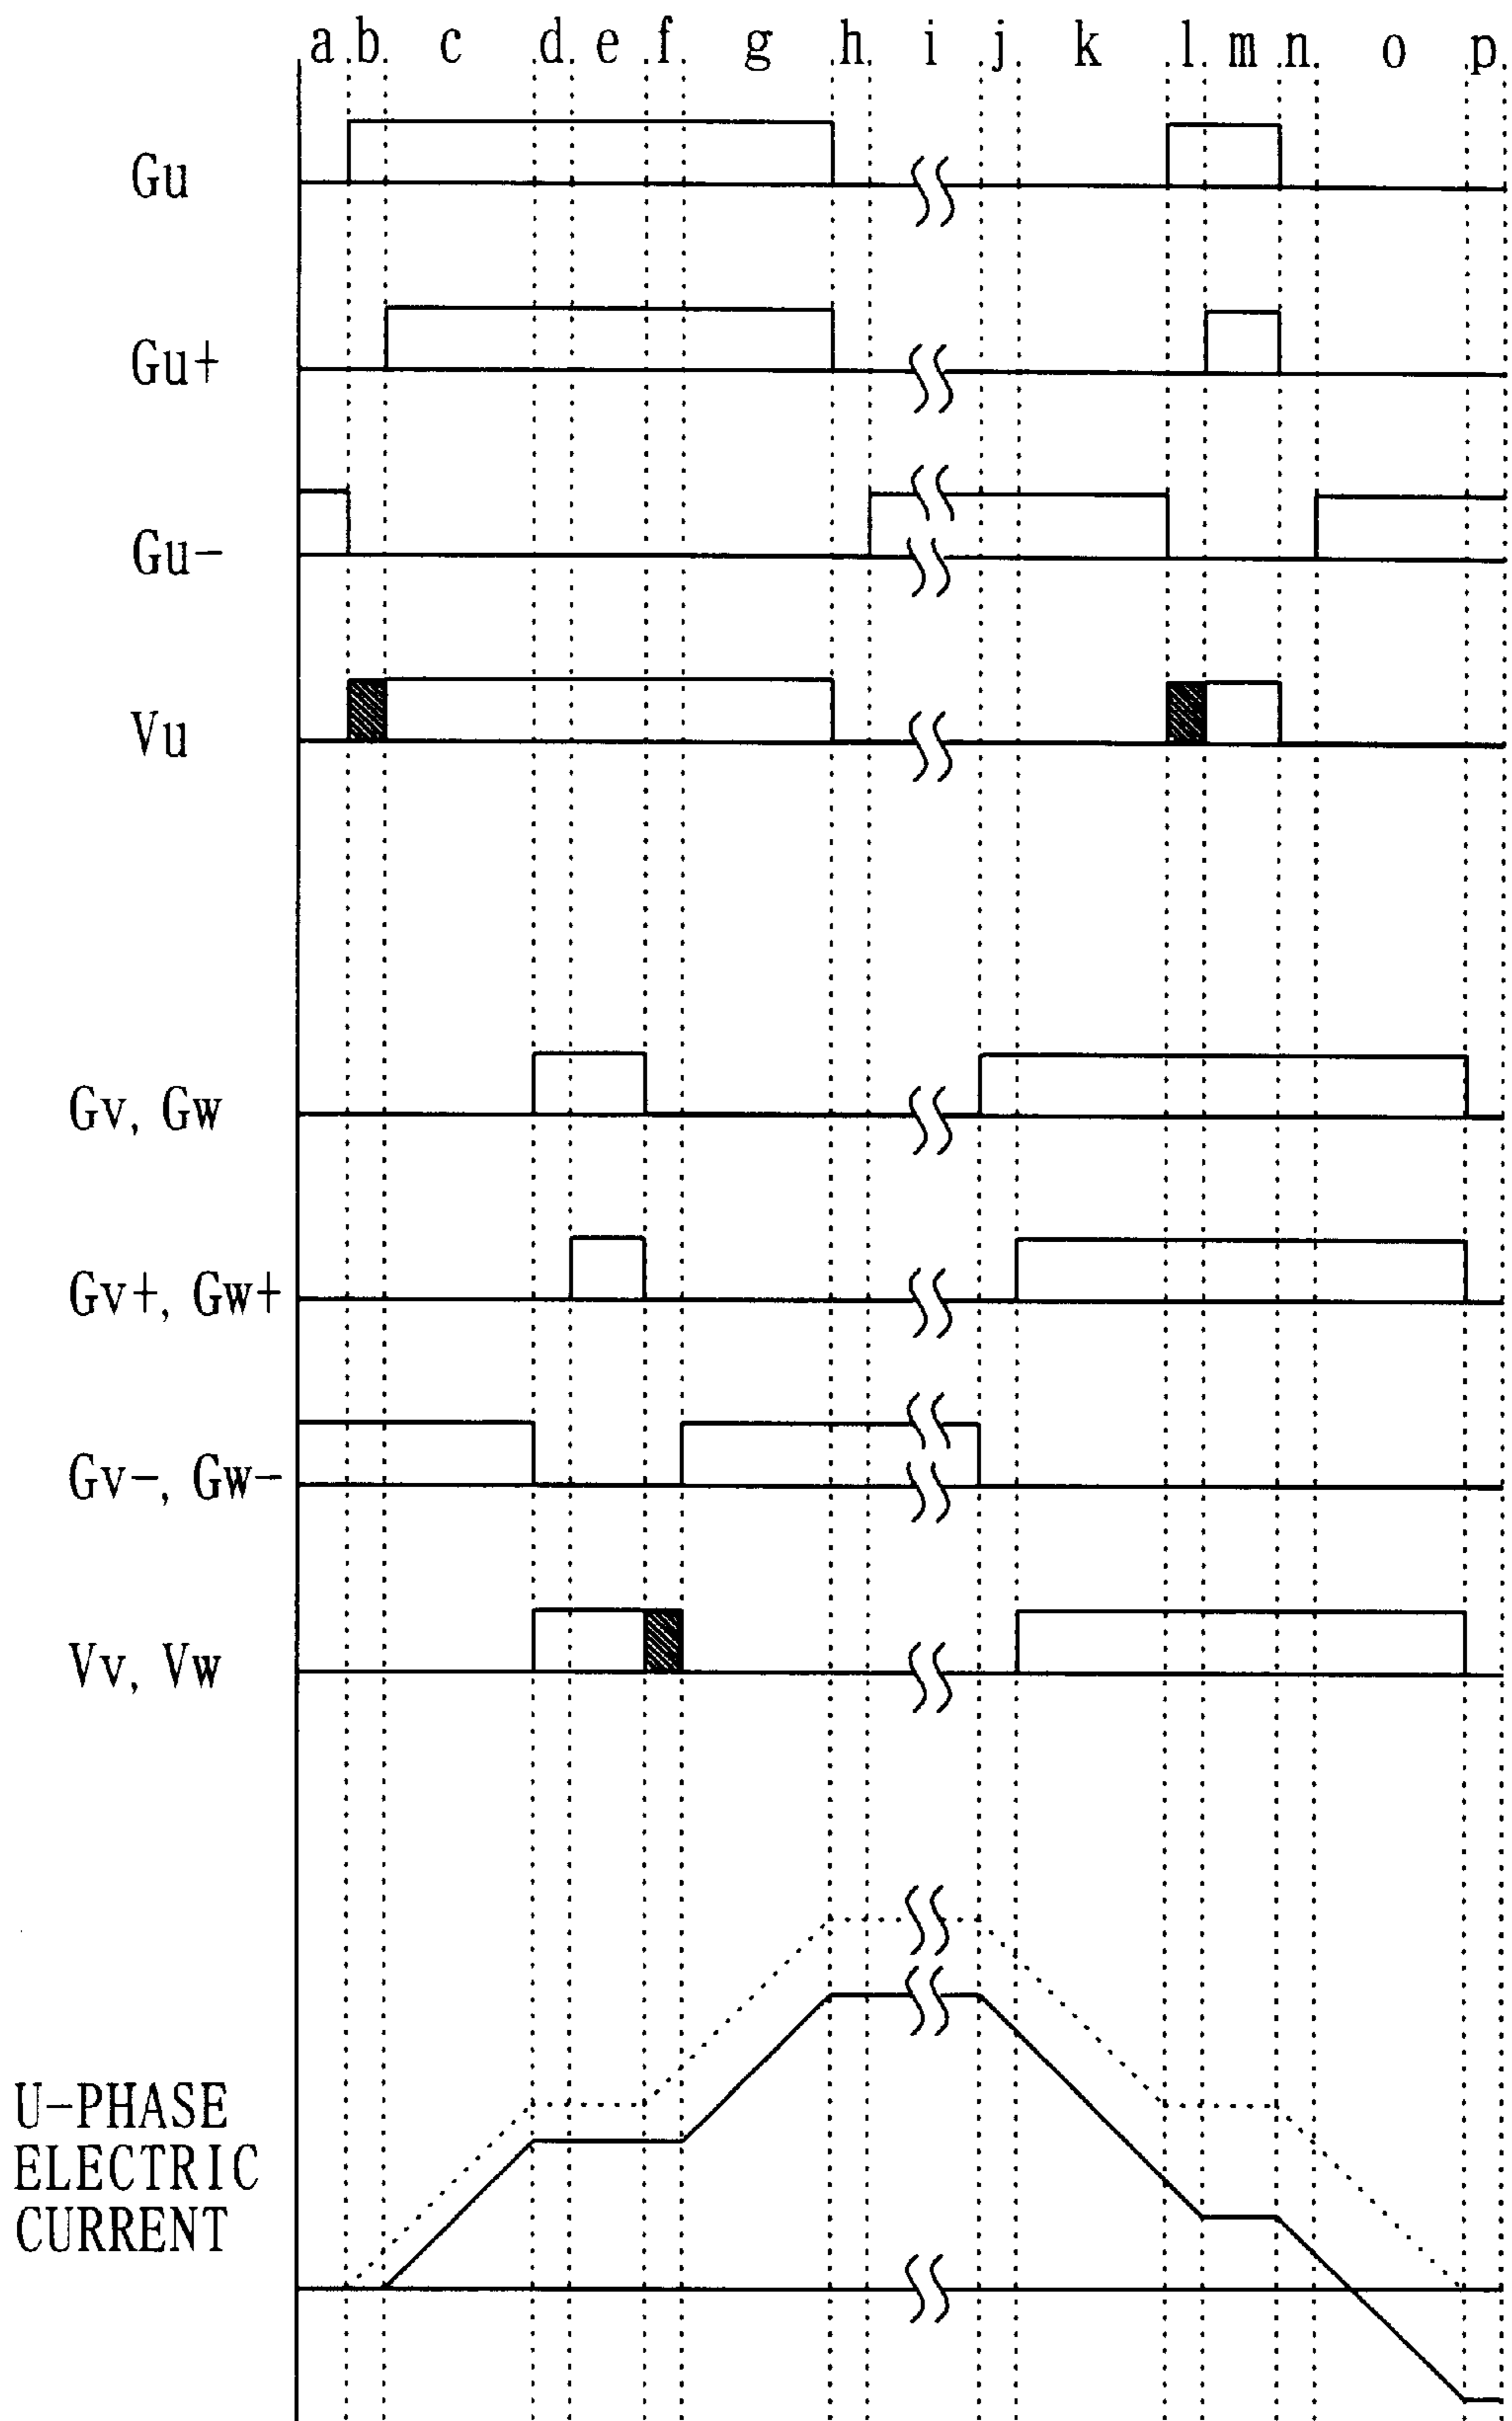 a b c d e f g h i j k l m n o p
Gu
Gu+
Gu-
Vu
Gv, Gw
Gv+, Gw+
Gv-, Gw-
Vv, Vw
U-PHASE
ELECTRIC
CURRENT